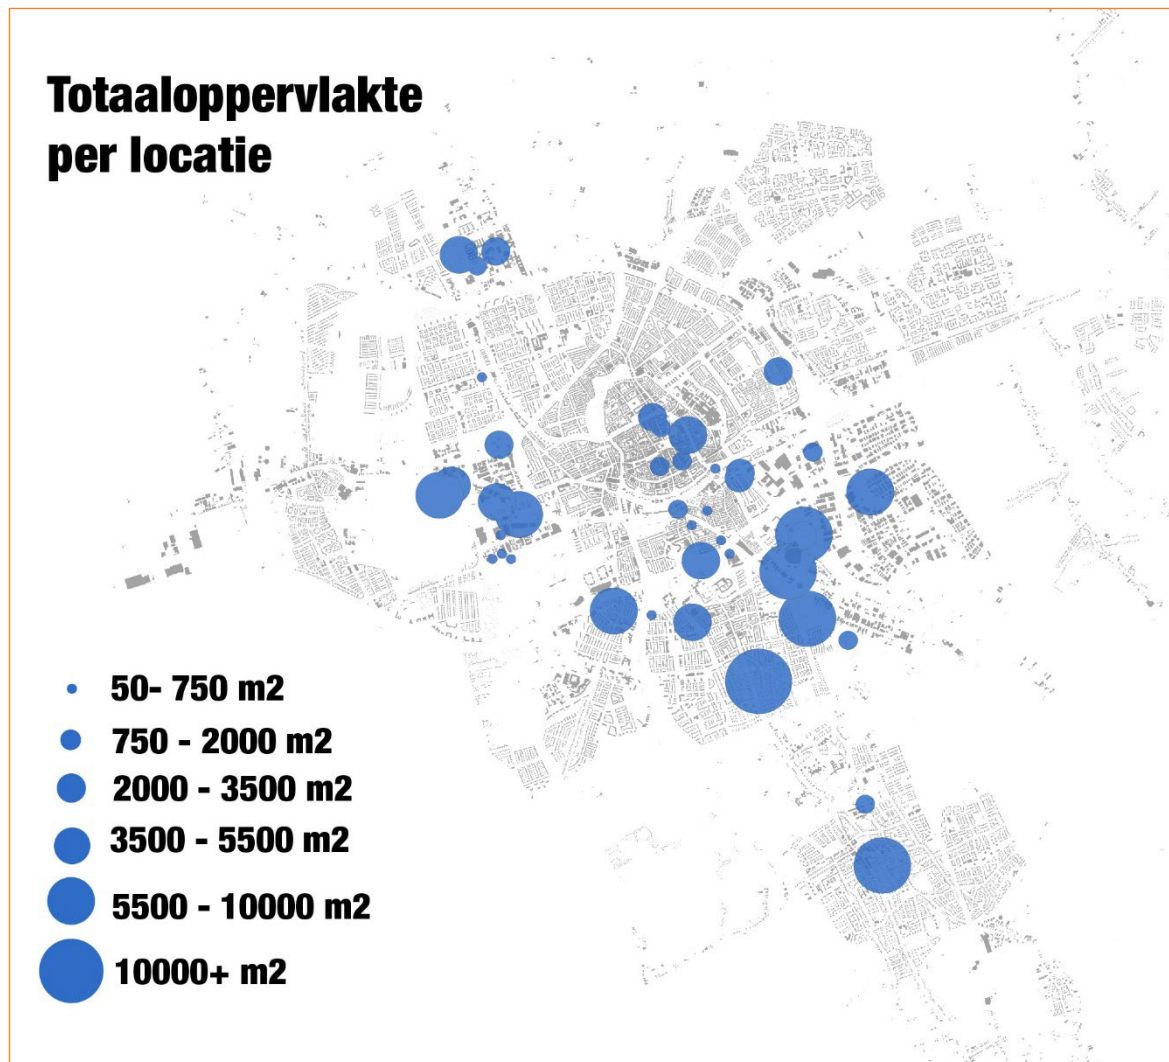 Totaaloppervlakte
per locatie
50- 750 m2
750 - 2000 m2
2000 - 3500 m2
3500 - 5500 m2
5500 - 10000 m2
10000+ m2